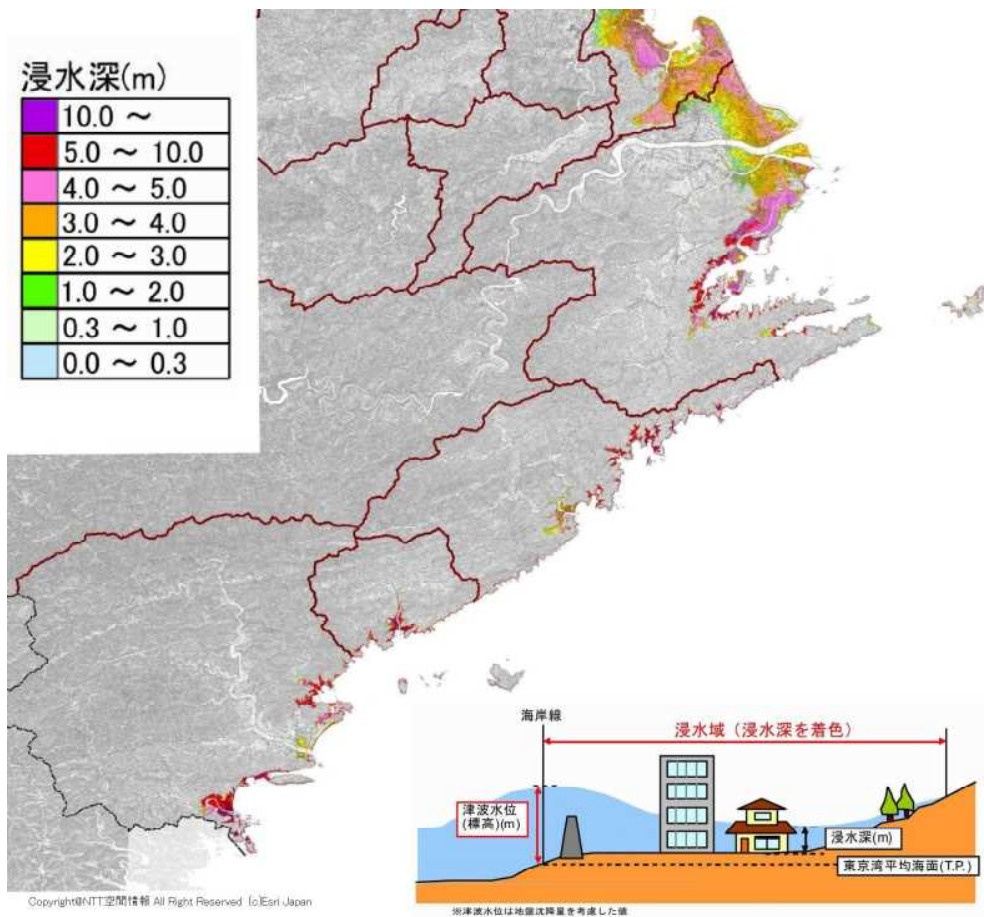 浸水深(m)
10.0 ～
5.0 ～ 10.0
4.0 ～ 5.0
3.0 ～ 4.0
2.0 ～ 3.0
1.0 ～ 2.0
0.3 ～ 1.0
0.0 ～ 0.3
海岸線
浸水域（浸水深を着色）
津波水位
(標高)(m)
浸水深(m)
東京湾平均海面(T.P.)
※津波水位は地盤沈降量を考慮した値
Copyright@NTT空間情報 All Right Reserved (c)Esri Japan